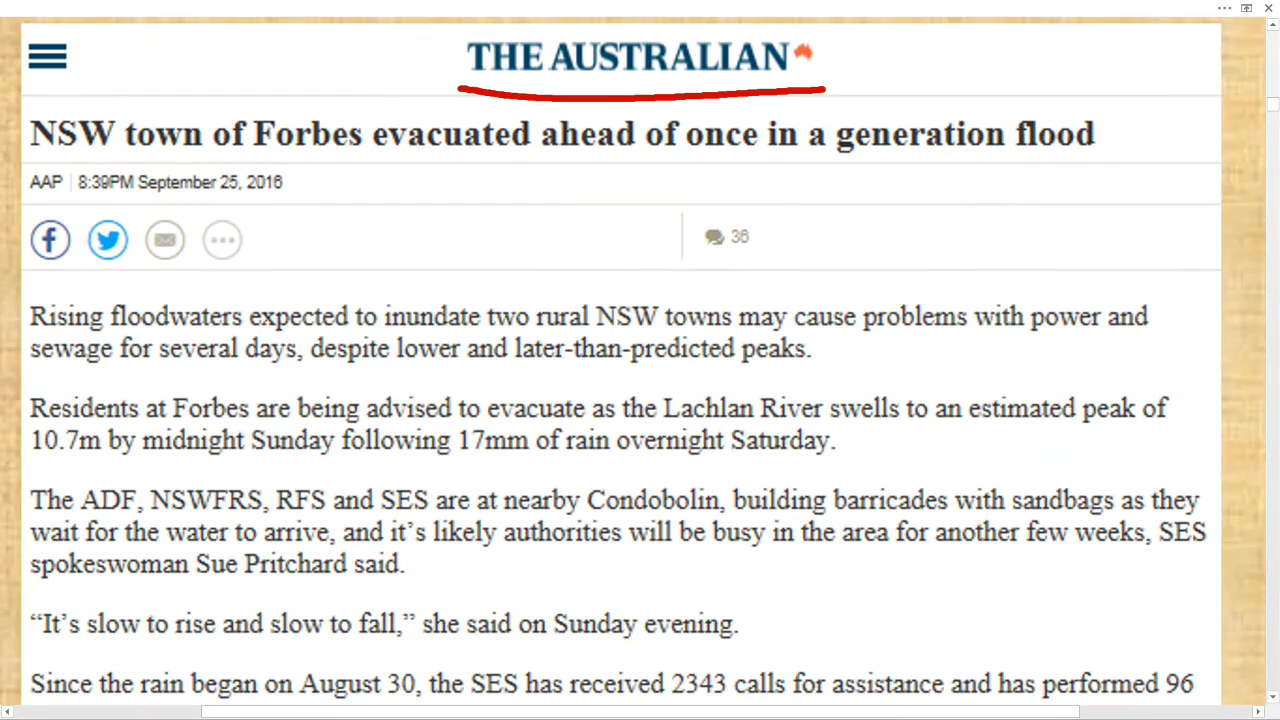 THE AUSTRALIAN
NSW town of Forbes evacuated ahead of once in a generation flood
AAP | 8:39PM September 25, 2016
36
Rising floodwaters expected to inundate two rural NSW towns may cause problems with power and
sewage for several days, despite lower and later-than-predicted peaks.
Residents at Forbes are being advised to evacuate as the Lachlan River swells to an estimated peak of
10.7m by midnight Sunday following 17mm of rain overnight Saturday.
The ADF, NSWFRS, RFS and SES are at nearby Condobolin, building barricades with sandbags as they
wait for the water to arrive, and it’s likely authorities will be busy in the area for another few weeks, SES
spokeswoman Sue Pritchard said.
“It’s slow to rise and slow to fall,” she said on Sunday evening.
Since the rain began on August 30, the SES has received 2343 calls for assistance and has performed 96